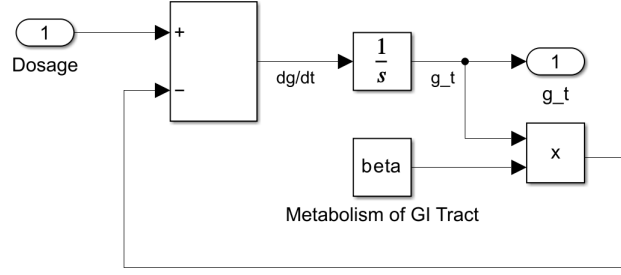 1
Dosage
+
−
dg/dt
1
s
g_t
1
g_t
beta
Metabolism of GI Tract
x